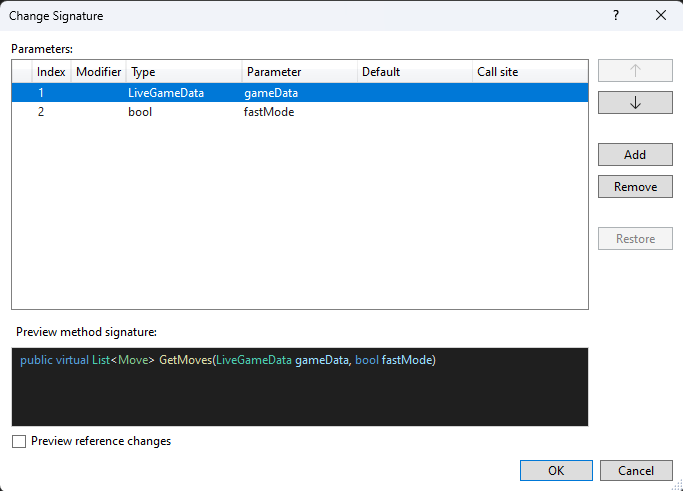 Change Signature
?
Parameters:
Index Modifier Type Parameter Default Call site
1 LiveGameData gameData
2 bool fastMode
Add
Remove
Restore
Preview method signature:
public virtual List<Move> GetMoves(LiveGameData gameData, bool fastMode)
Preview reference changes
OK Cancel